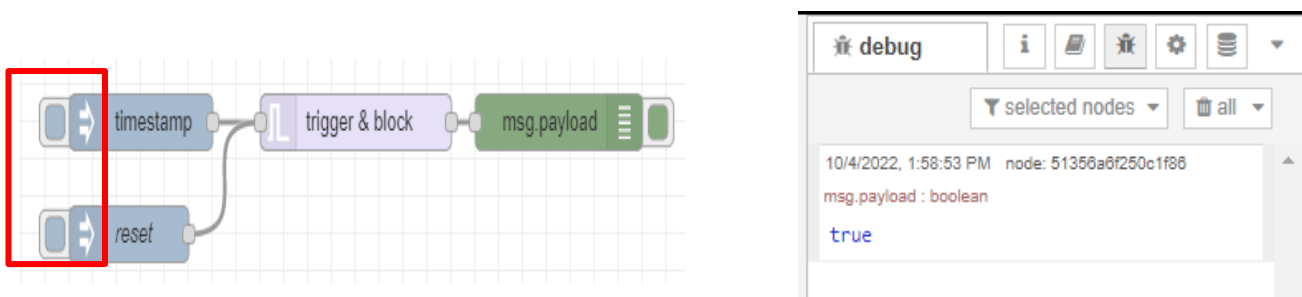 timestamp
trigger & block
msg.payload
reset
debug
i
selected nodes
all
10/4/2022, 1:58:53 PM node: 51356a6f250c1f86
msg.payload : boolean
true